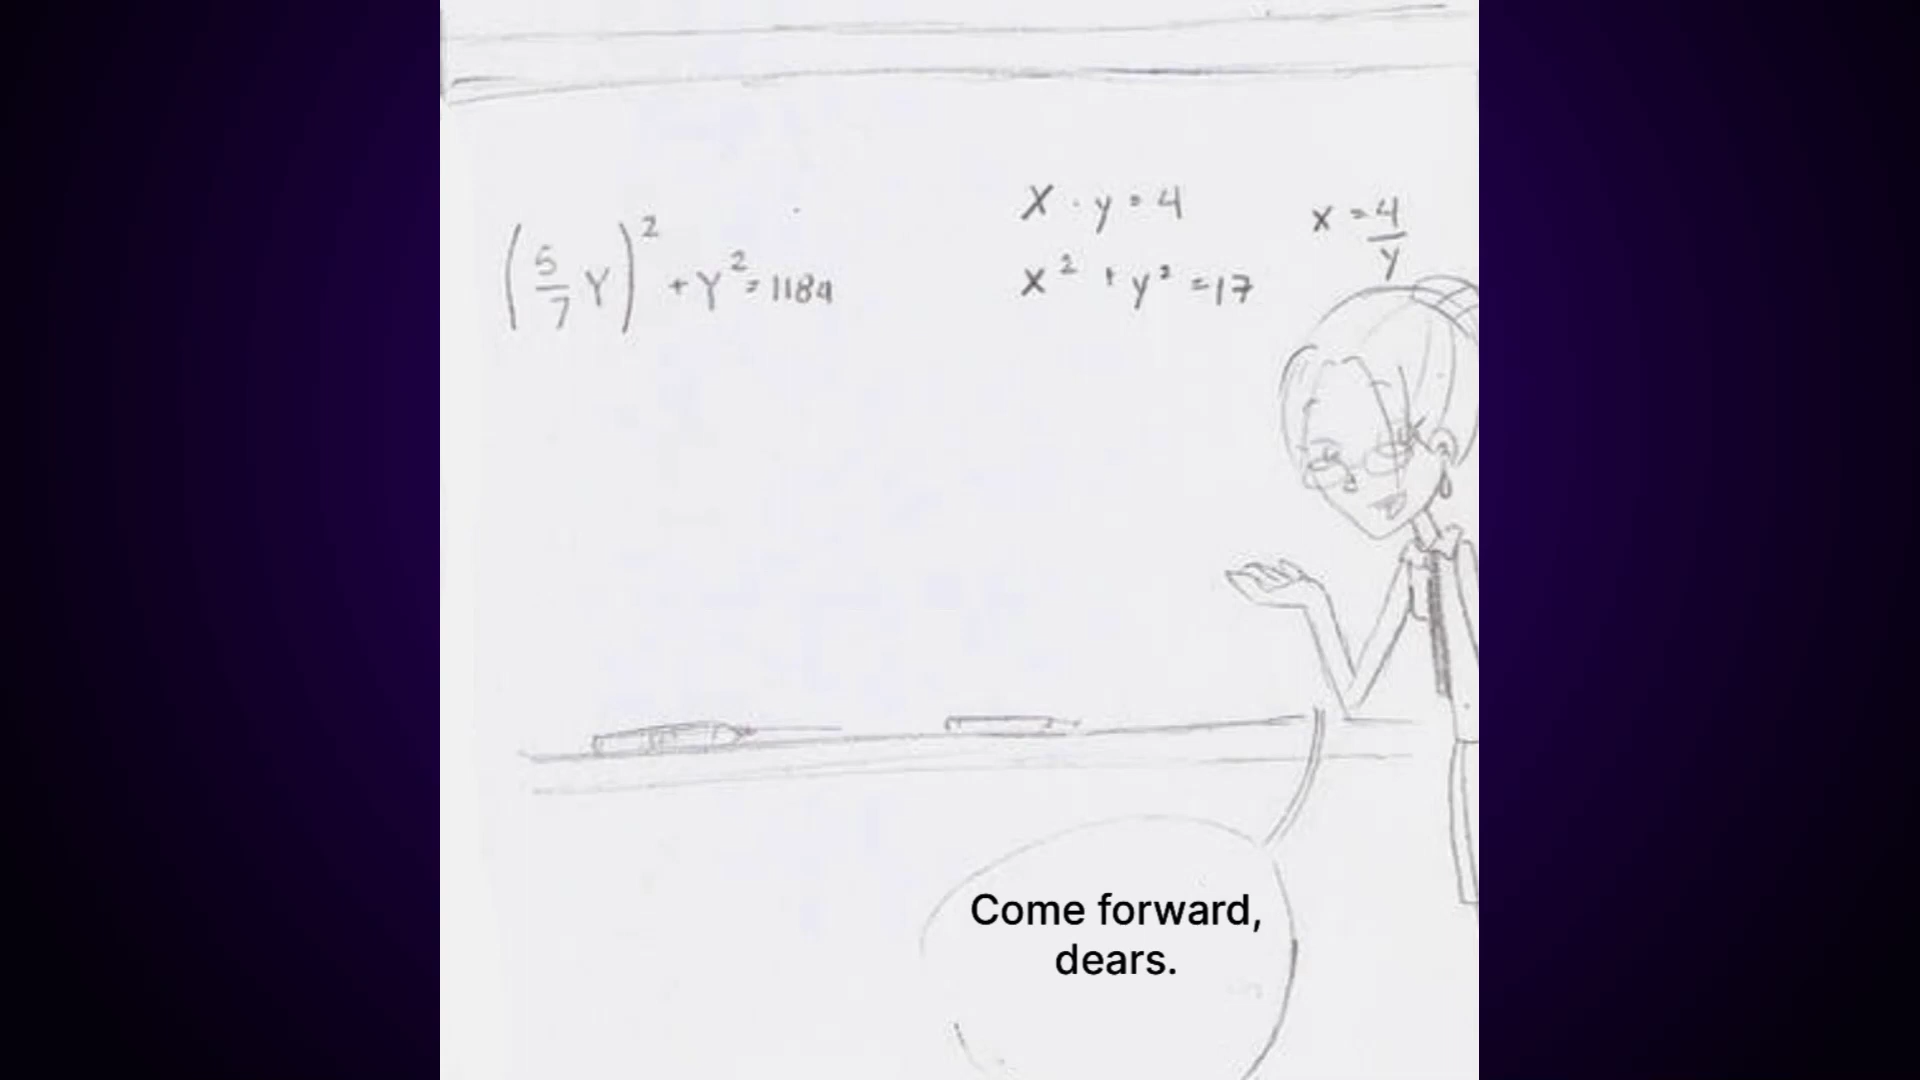 (5/7 Y)² + Y² = 1184
x · y = 4
x² + y² = 17
x = 4/y
Come forward,
dears.